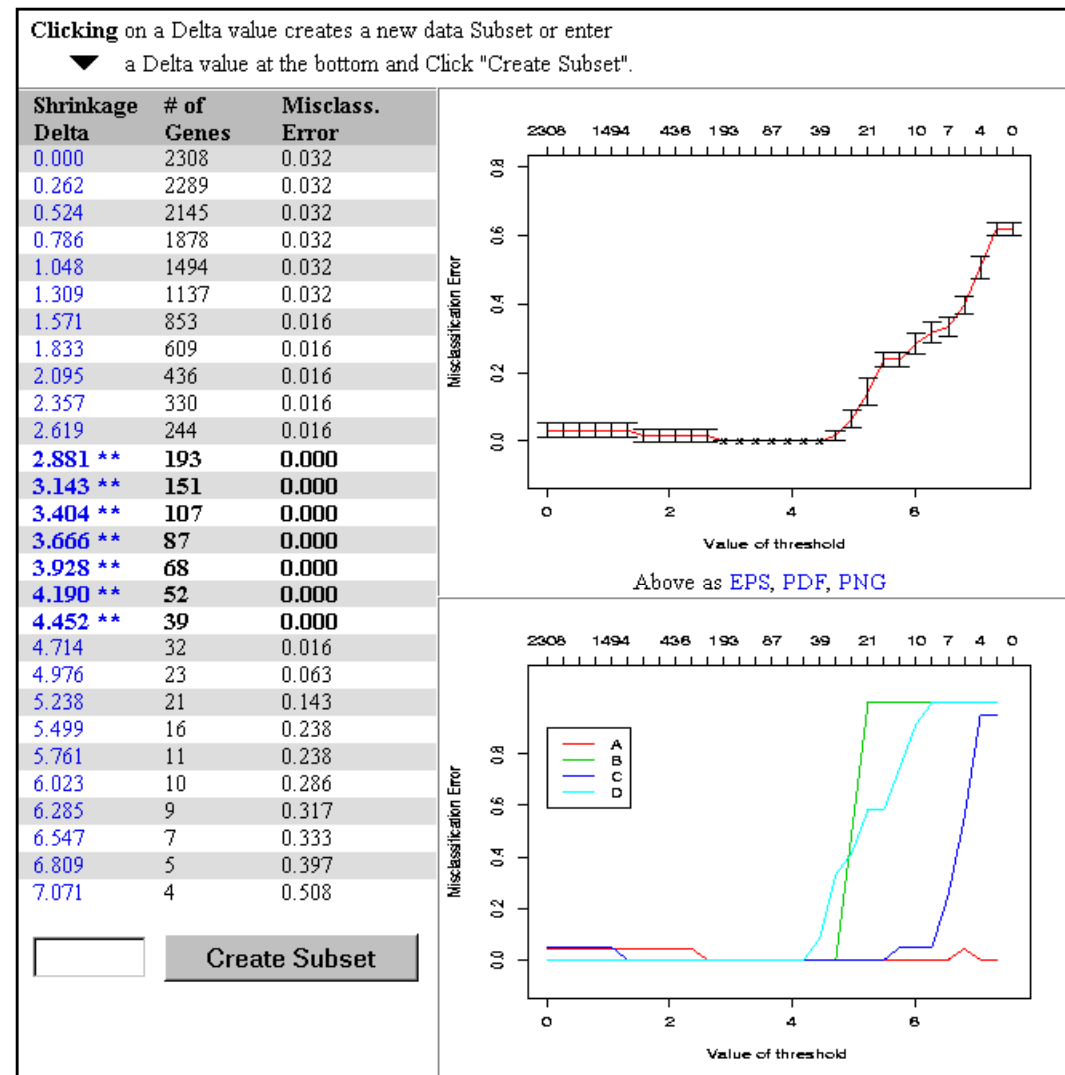 Clicking on a Delta value creates a new data Subset or enter
a Delta value at the bottom and Click "Create Subset".
Shrinkage # of Misclass.
Delta Genes Error
0.000 2308 0.032
0.262 2289 0.032
0.524 2145 0.032
0.786 1878 0.032
1.048 1494 0.032
1.309 1137 0.032
1.571 853 0.016
1.833 609 0.016
2.095 436 0.016
2.357 330 0.016
2.619 244 0.016
2.881 ** 193 0.000
3.143 ** 151 0.000
3.404 ** 107 0.000
3.666 ** 87 0.000
3.928 ** 68 0.000
4.190 ** 52 0.000
4.452 ** 39 0.000
4.714 32 0.016
4.976 23 0.063
5.238 21 0.143
5.499 16 0.238
5.761 11 0.238
6.023 10 0.286
6.285 9 0.317
6.547 7 0.333
6.809 5 0.397
7.071 4 0.508
Create Subset
2308 1494 436 193 87 39 21 10 7 4 0
0.8
0.6
0.4
0.2
0.0
Misclassification Error
0 2 4 6
Value of threshold
Above as EPS, PDF, PNG
2308 1494 436 193 87 39 21 10 7 4 0
0.8
0.6
0.4
0.2
0.0
Misclassification Error
A
B
C
D
0 2 4 6
Value of threshold